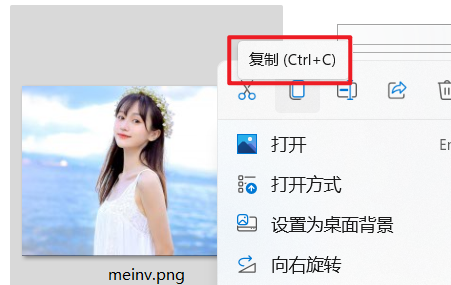 复制 (Ctrl+C)
打开
打开方式
设置为桌面背景
向右旋转
meinv.png